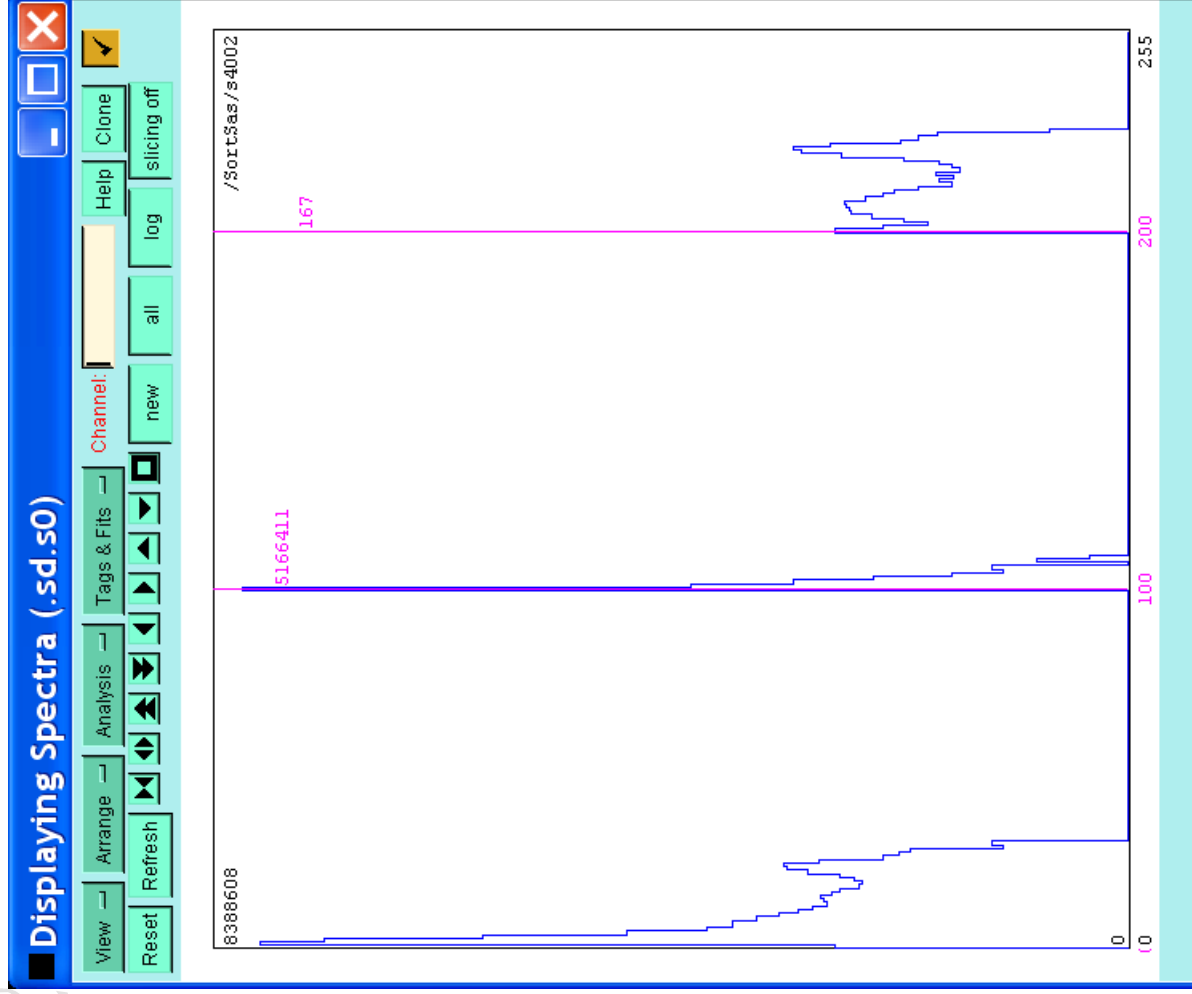 Displaying Spectra (.sd.s0)
View Arrange Analysis Tags & Fits Channel: Help Clone
Reset Refresh new all log slicing off
8388608 /SortSas/s4002
167
5166411
0
0 100 200 255